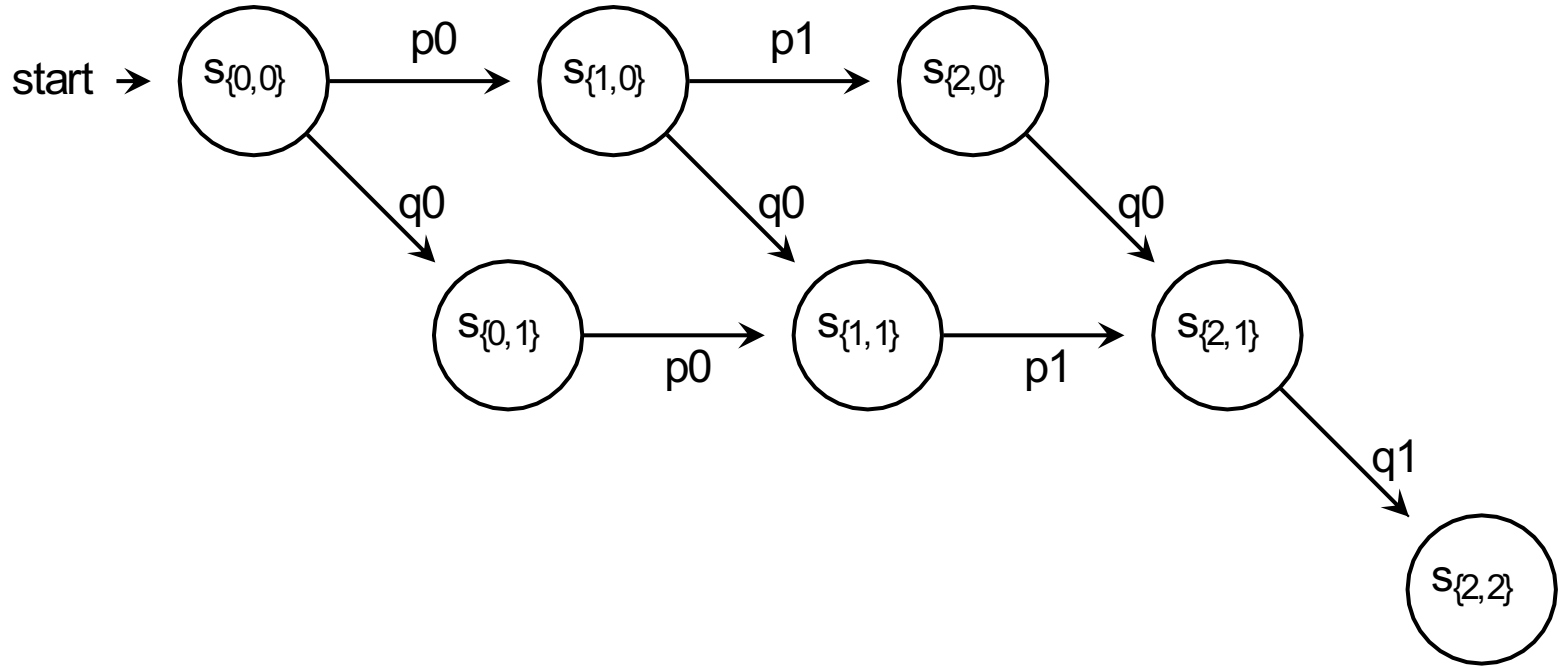 p0 p1
start s{0,0} s{1,0} s{2,0}
q0 q0 q0
s{0,1} s{1,1} s{2,1}
p0 p1
q1
s{2,2}